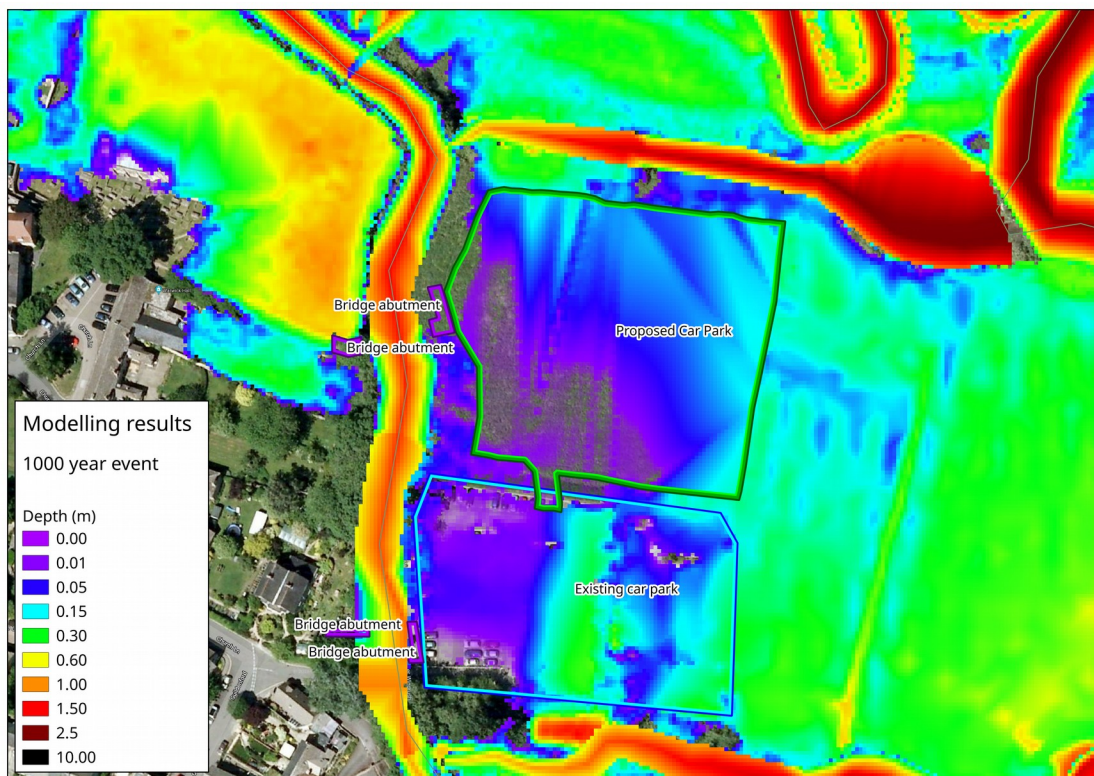 Bridge abutment
Proposed Car Park
Bridge abutment
Modelling results
1000 year event
Depth (m)
0.00
0.01
0.05
0.15
0.30
0.60
1.00
1.50
2.5
10.00
Existing car park
Bridge abutment
Bridge abutment